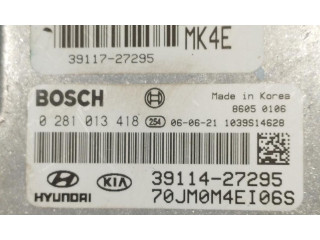 MK4E
39117-27295
BOSCH
Made in Korea
8605 0106
0 281 013 418 254 06-06-21 1039S14628
HYUNDAI KIA
39114-27295
70JM0M4EI06S